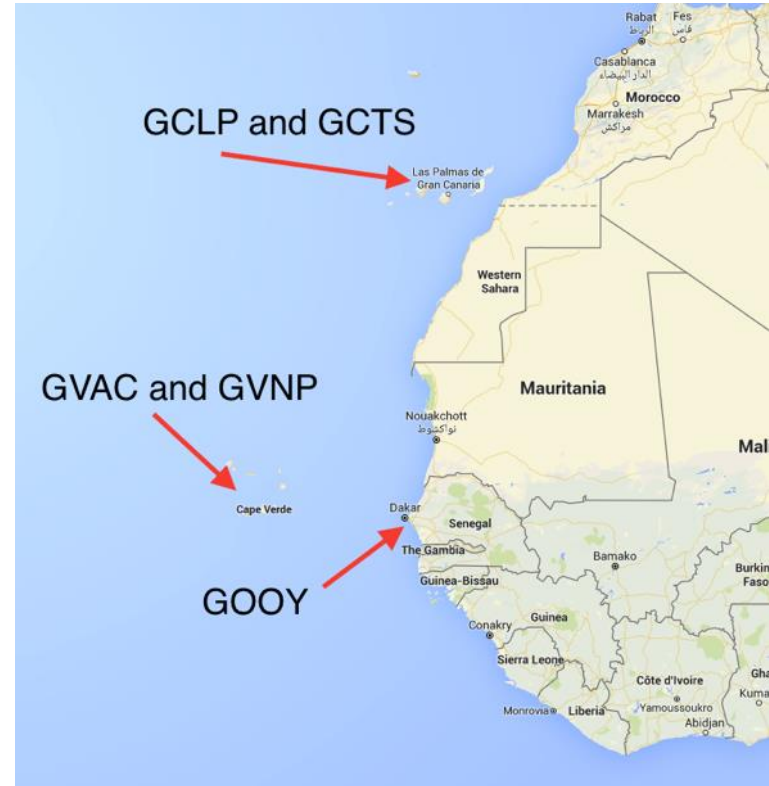 Rabat
الرباط
Fes
فاس
Casablanca
الدار البيضاء
Morocco
Marrakesh
مراكش
GCLP and GCTS
Las Palmas de
Gran Canaria
Western
Sahara
GVAC and GVNP
Mauritania
Nouakchott
نواكشوط
Mal
Cape Verde
Dakar
Senegal
The Gambia
Bamako
Burkin
Faso
GOOY
Guinea-Bissau
Guinea
Conakry
Sierra Leone
Côte d'Ivoire
Gha
Kuma
Yamoussoukro
Monrovia
Liberia
Abidjan